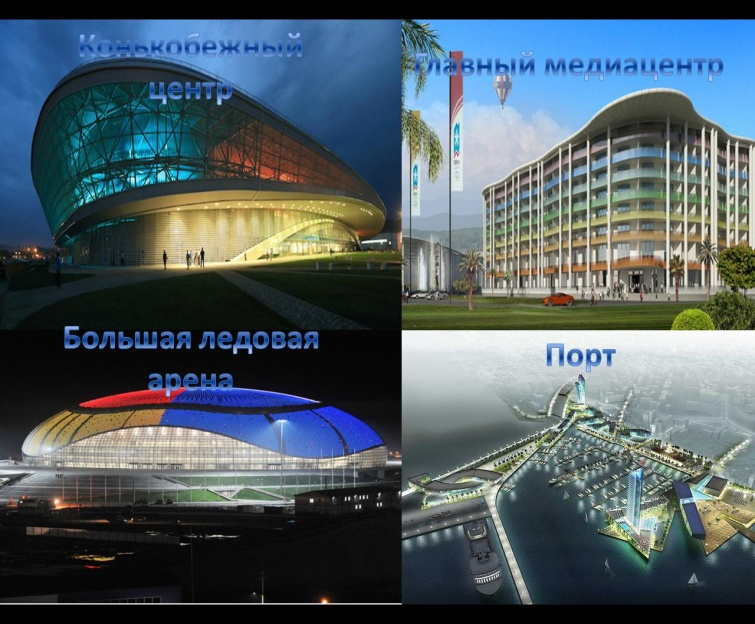 Конькобежный
центр
Главный медиацентр
Большая ледовая
арена
Порт